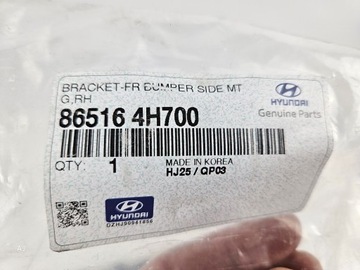 BRACKET-FR BUMPER SIDE MT
G,RH
86516 4H700
HYUNDAI
Genuine Parts
QTY: 1
MADE IN KOREA
HJ25 / QP03
HYUNDAI